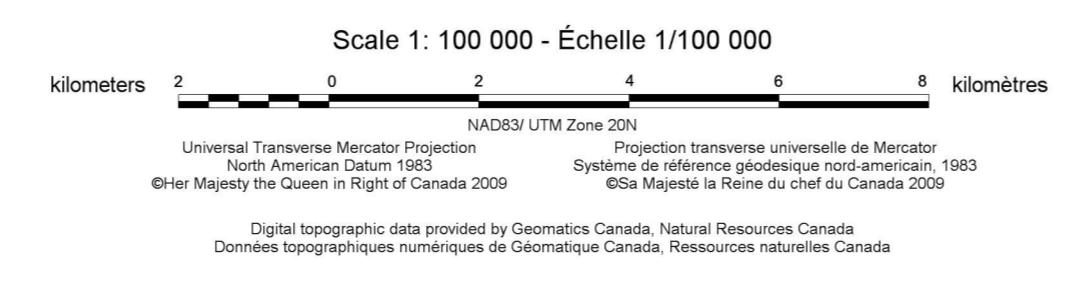 Scale 1: 100 000 - Échelle 1/100 000
kilometers 2 0 2 4 6 8 kilomètres
NAD83/ UTM Zone 20N
Universal Transverse Mercator Projection
North American Datum 1983
©Her Majesty the Queen in Right of Canada 2009
Projection transverse universelle de Mercator
Système de référence géodesique nord-americain, 1983
©Sa Majesté la Reine du chef du Canada 2009
Digital topographic data provided by Geomatics Canada, Natural Resources Canada
Données topographiques numériques de Géomatique Canada, Ressources naturelles Canada